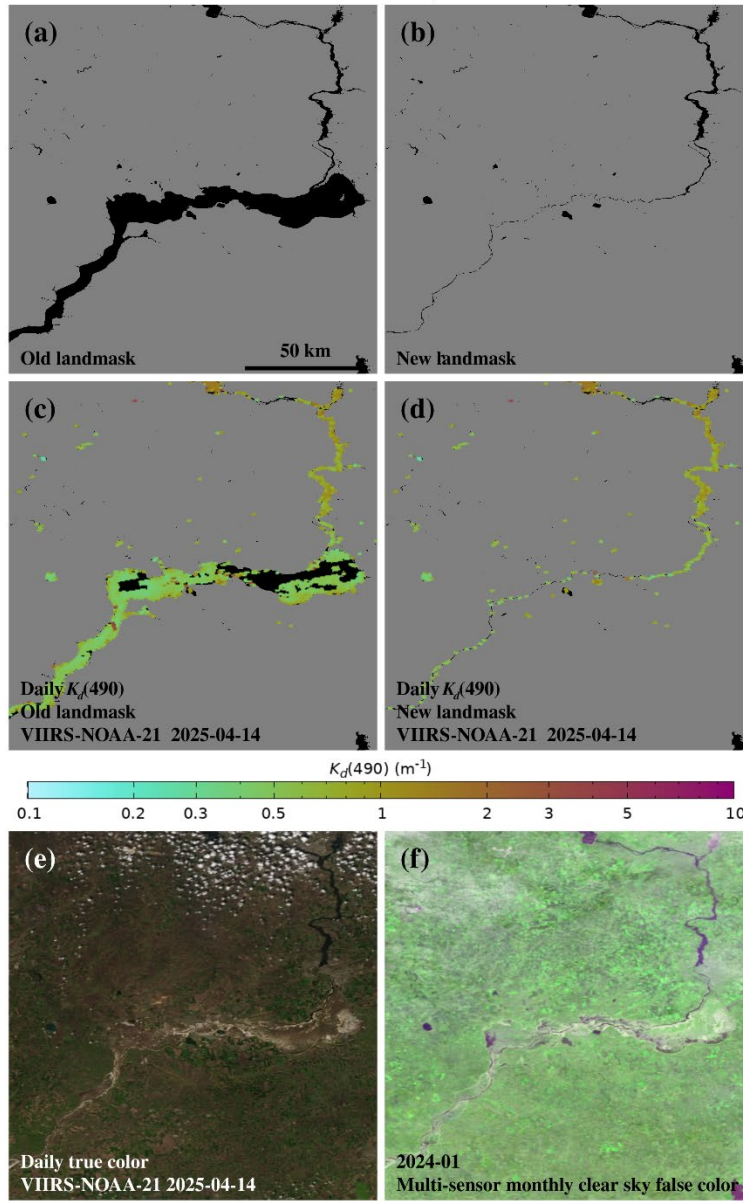 (a)
(b)
Old landmask
50 km
New landmask
(c)
(d)
Daily K_d(490)
Old landmask
VIIRS-NOAA-21 2025-04-14
Daily K_d(490)
New landmask
VIIRS-NOAA-21 2025-04-14
K_d(490) (m⁻¹)
0.1 0.2 0.3 0.5 1 2 3 5 10
(e)
(f)
Daily true color
VIIRS-NOAA-21 2025-04-14
2024-01
Multi-sensor monthly clear sky false color